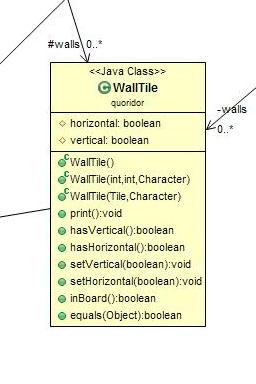 #walls 0..*
<<Java Class>>
WallTile
quoridor
-walls
0..*
horizontal: boolean
vertical: boolean
WallTile()
WallTile(int,int,Character)
WallTile(Tile,Character)
print():void
hasVertical():boolean
hasHorizontal():boolean
setVertical(boolean):void
setHorizontal(boolean):void
inBoard():boolean
equals(Object):boolean